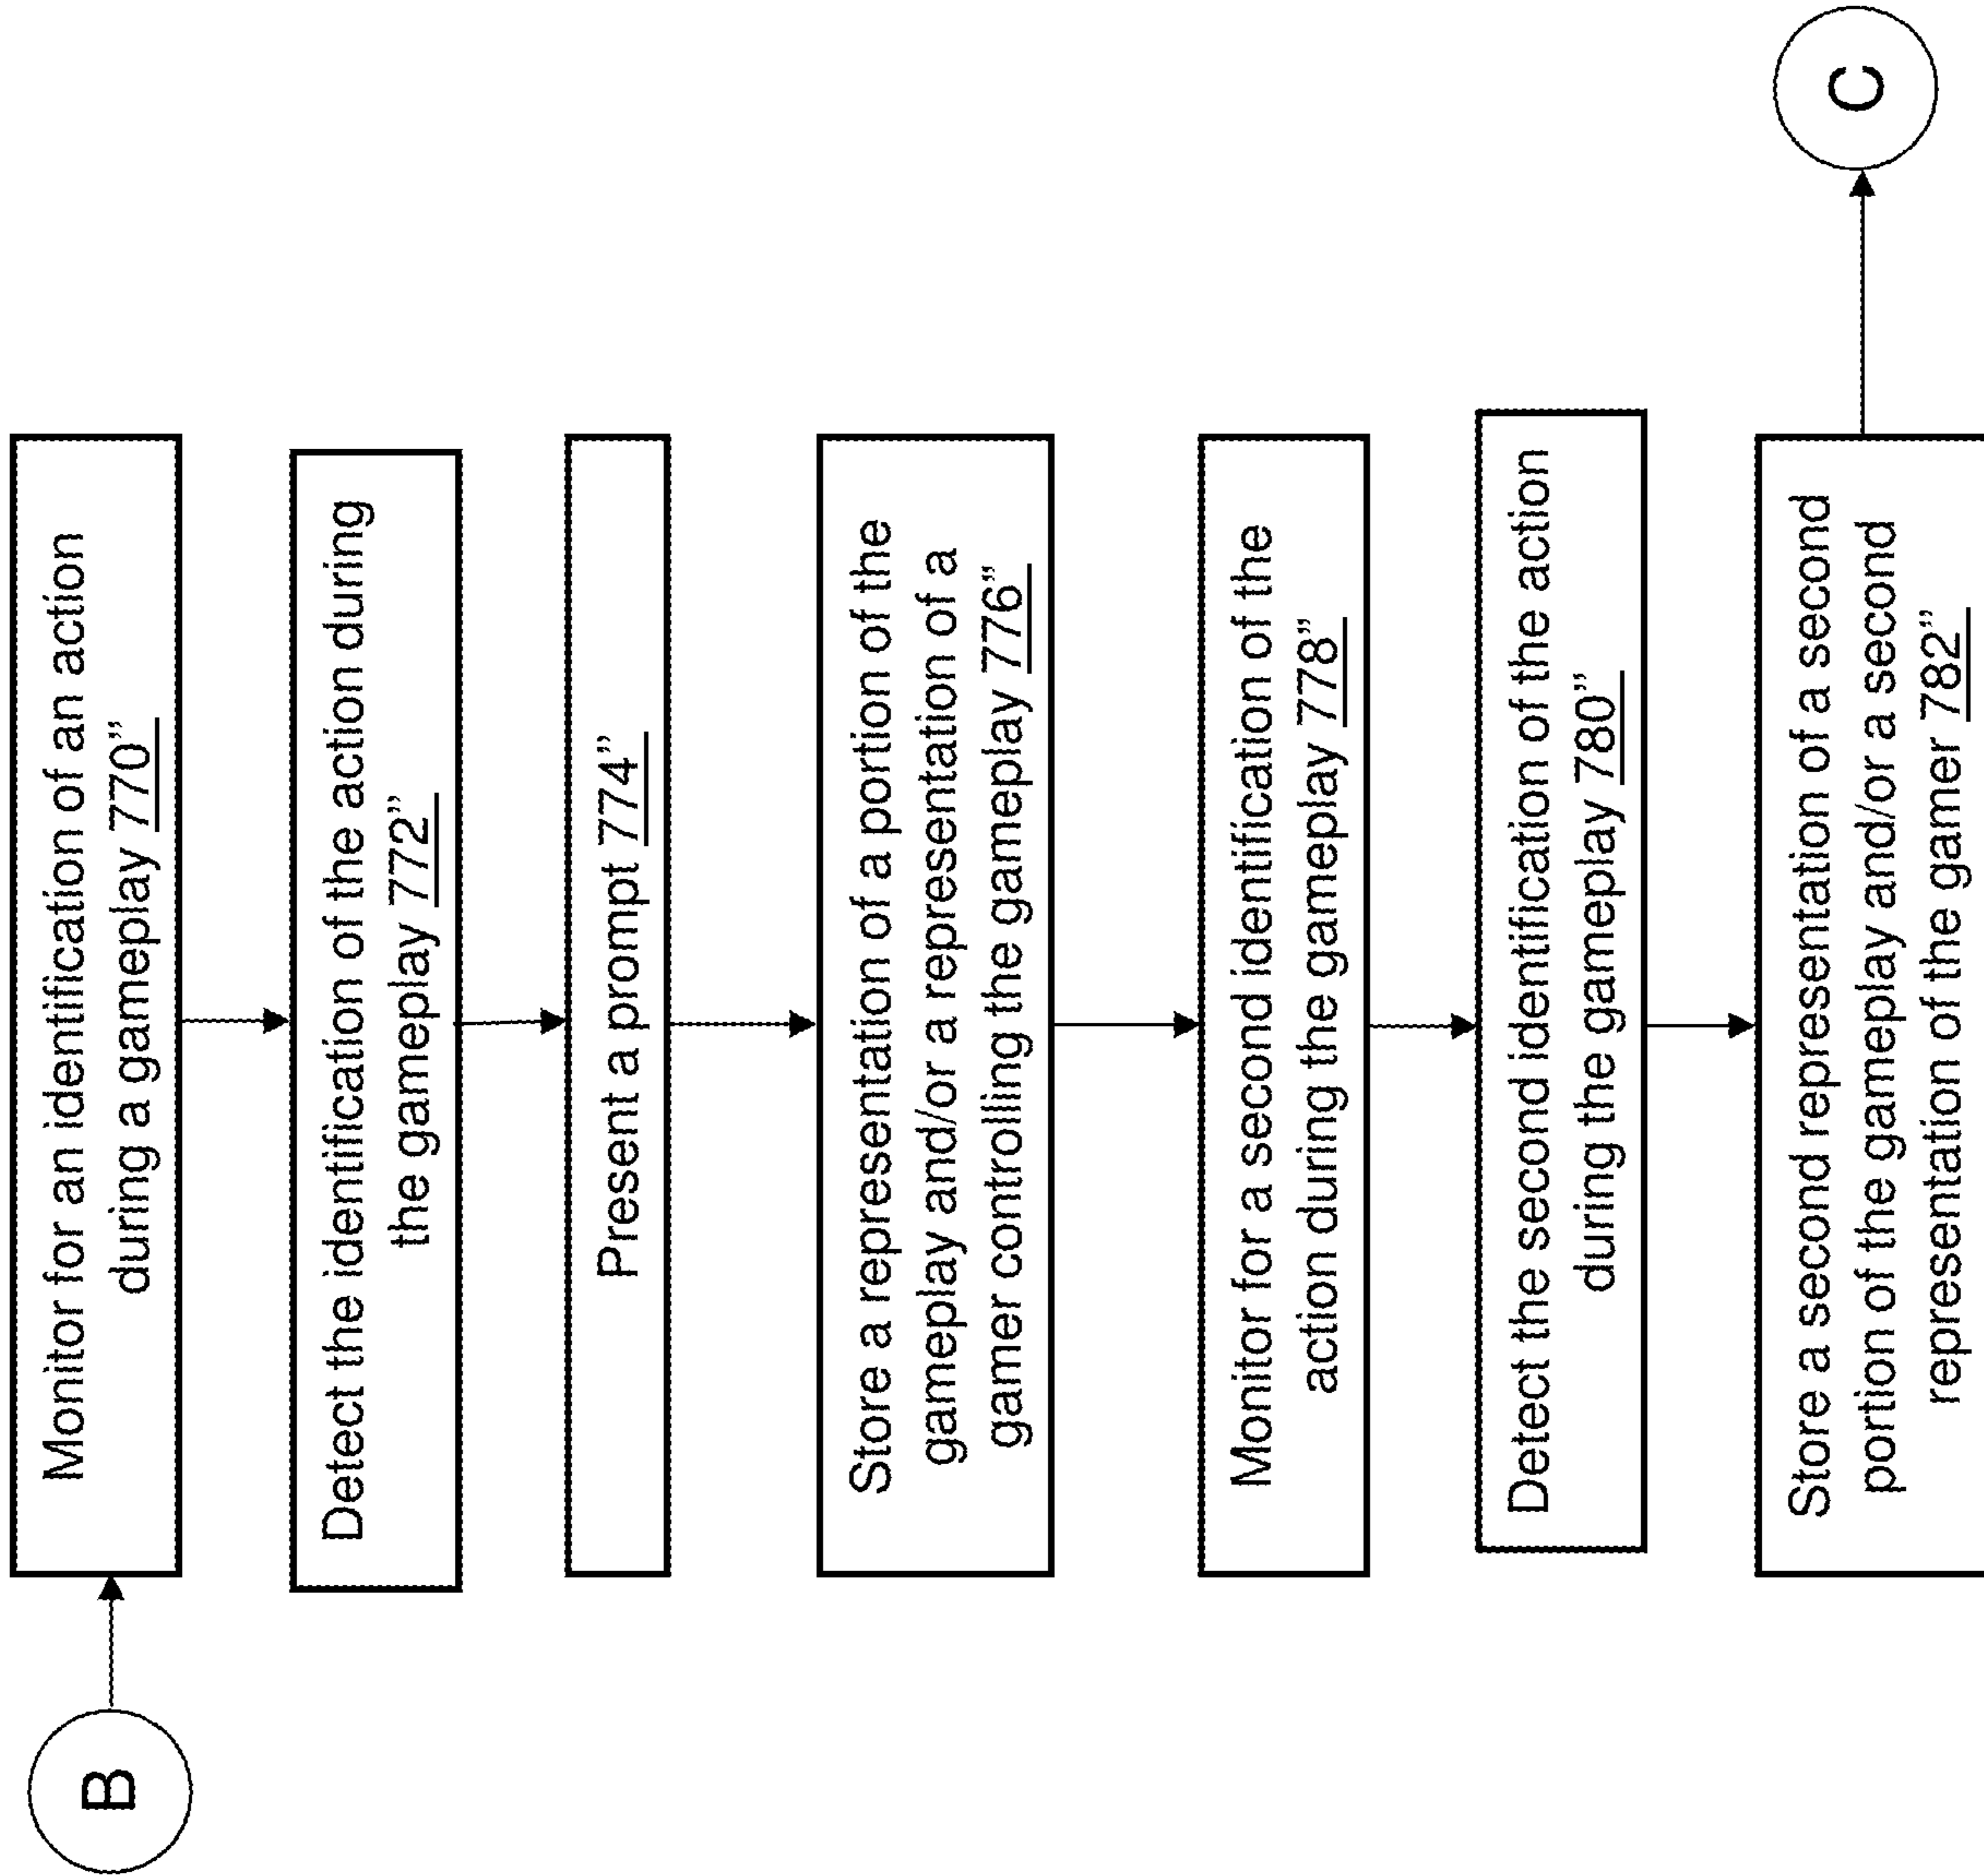 B
Monitor for an identification of an action
during a gameplay 770”
Detect the identification of the action during
the gameplay 772”
Present a prompt 774”
Store a representation of a portion of the
gameplay and/or a representation of a
gamer controlling the gameplay 776”
Monitor for a second identification of the
action during the gameplay 778”
Detect the second identification of the action
during the gameplay 780”
Store a second representation of a second
portion of the gameplay and/or a second
representation of the gamer 782”
C